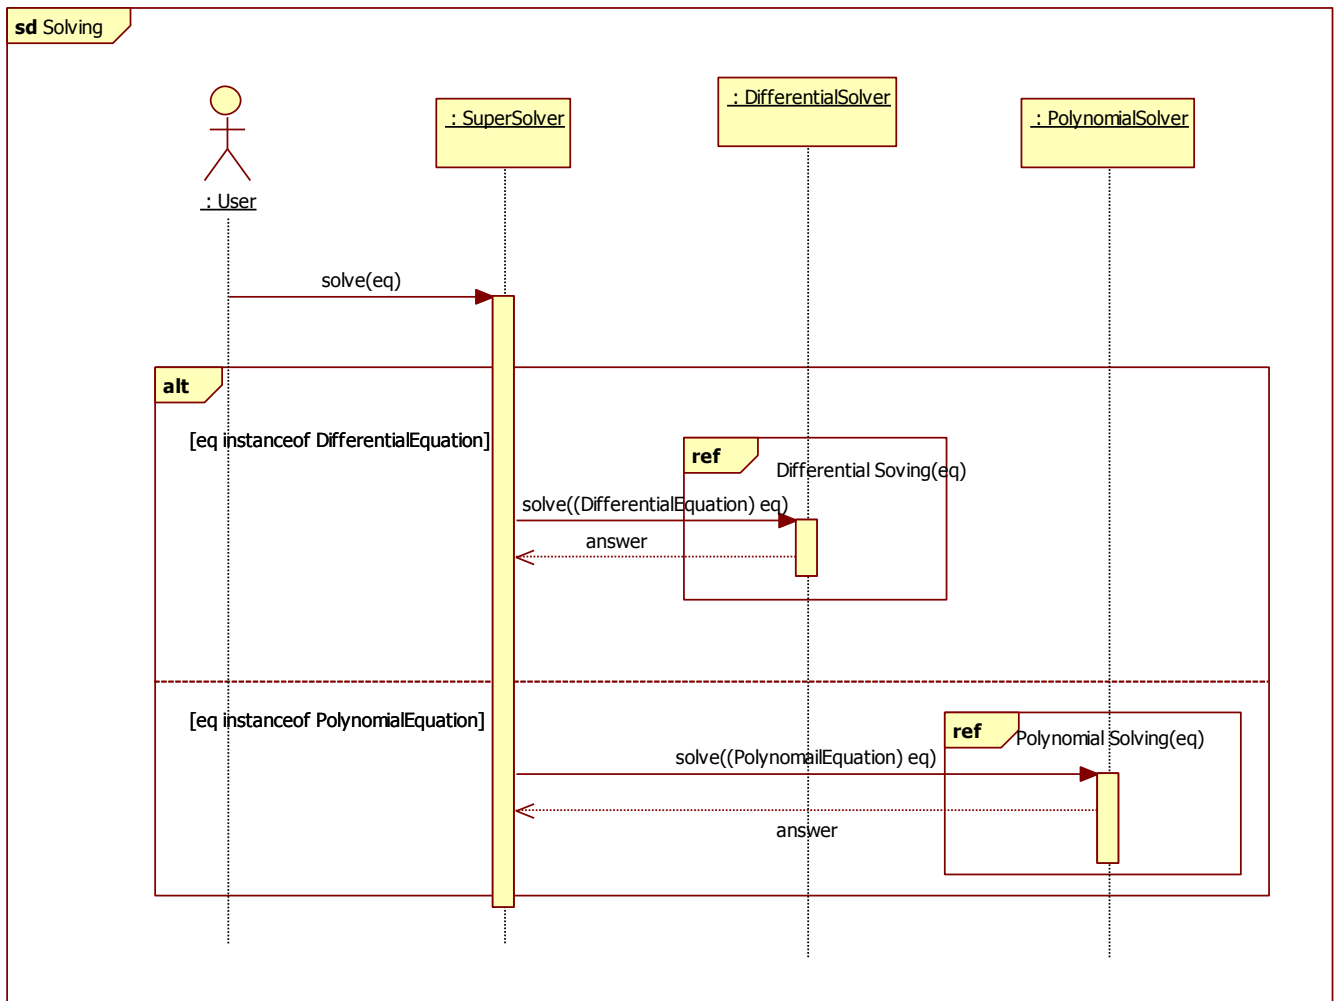 sd Solving
: DifferentialSolver
: SuperSolver
: PolynomialSolver
: User
solve(eq)
alt
[eq instanceof DifferentialEquation]
ref
Differential Soving(eq)
solve((DifferentialEquation) eq)
answer
[eq instanceof PolynomialEquation]
ref
Polynomial Solving(eq)
solve((PolynomailEquation) eq)
answer